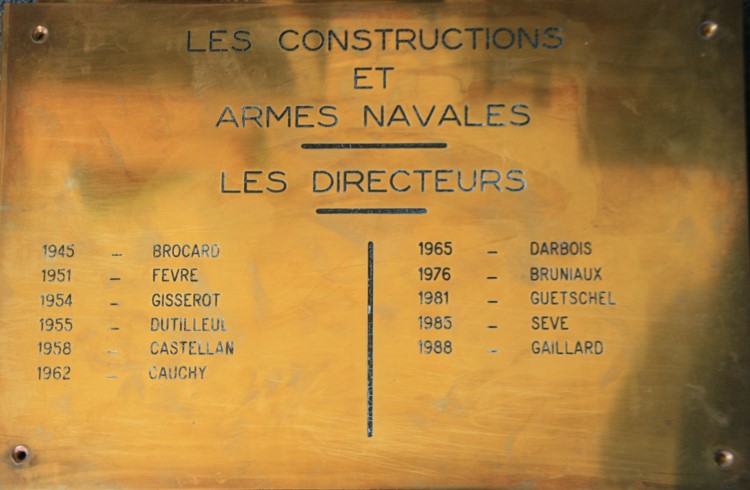 LES CONSTRUCTIONS
ET
ARMES NAVALES
LES DIRECTEURS
1945 – BROCARD
1951 – FEVRE
1954 – GISSEROT
1955 – DUTILLEUL
1958 – CASTELLAN
1962 – CAUCHY
1965 – DARBOIS
1976 – BRUNIAUX
1981 – GUETSCHEL
1985 – SEVE
1988 – GAILLARD